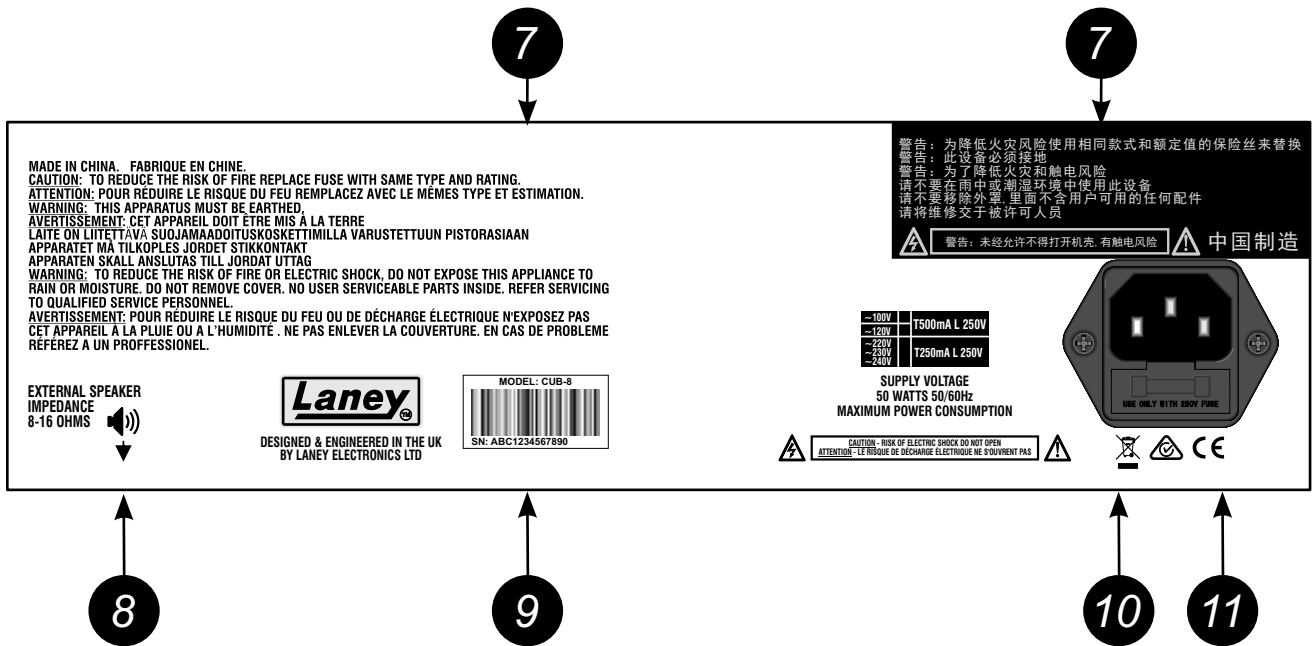 7
7
MADE IN CHINA. FABRIQUE EN CHINE.
CAUTION: TO REDUCE THE RISK OF FIRE REPLACE FUSE WITH SAME TYPE AND RATING.
ATTENTION: POUR RÉDUIRE LE RISQUE DU FEU REMPLACEZ AVEC LE MÊMES TYPE ET ESTIMATION.
WARNING: THIS APPARATUS MUST BE EARTHED,
AVERTISSEMENT: CET APPAREIL DOIT ÊTRE MIS À LA TERRE
LAITE ON LIITETTÄVÄ SUOJAMAADOITUSKOSKETTIMILLA VARUSTETTUUN PISTORASIAAN
APPARATET MÅ TILKOPLES JORDET STIKKONTAKT
APPARATEN SKALL ANSLUTAS TILL JORDAT UTTAG
WARNING: TO REDUCE THE RISK OF FIRE OR ELECTRIC SHOCK, DO NOT EXPOSE THIS APPLIANCE TO
RAIN OR MOISTURE. DO NOT REMOVE COVER. NO USER SERVICEABLE PARTS INSIDE. REFER SERVICING
TO QUALIFIED SERVICE PERSONNEL.
AVERTISSEMENT: POUR RÉDUIRE LE RISQUE DU FEU OU DE DÉCHARGE ÉLECTRIQUE N'EXPOSEZ PAS
CET APPAREIL À LA PLUIE OU A L'HUMIDITÉ . NE PAS ENLEVER LA COUVERTURE. EN CAS DE PROBLEME
RÉFÉREZ A UN PROFFESSIONEL.
警告: 为降低火灾风险使用相同款式和额定值的保险丝来替换
警告: 此设备必须接地
警告: 为了降低火灾和触电风险
请不要在雨中或潮湿环境中使用此设备
请不要移除外罩, 里面不含用户可用的任何配件
请将维修交于被许可人员
警告: 未经允许不得打开机壳, 有触电风险
中国制造
EXTERNAL SPEAKER
IMPEDANCE
8-16 OHMS
Laney
TM
DESIGNED & ENGINEERED IN THE UK
BY LANEY ELECTRONICS LTD
MODEL: CUB-8
SN: ABC1234567890
~100V
~120V
T500mA L 250V
~220V
~230V
~240V
T250mA L 250V
SUPPLY VOLTAGE
50 WATTS 50/60Hz
MAXIMUM POWER CONSUMPTION
CAUTION - RISK OF ELECTRIC SHOCK DO NOT OPEN
ATTENTION - LE RISQUE DE DÉCHARGE ÉLECTRIQUE NE S'OUVRENT PAS
USE ONLY WITH 250V FUSE
CE
8
9
10
11